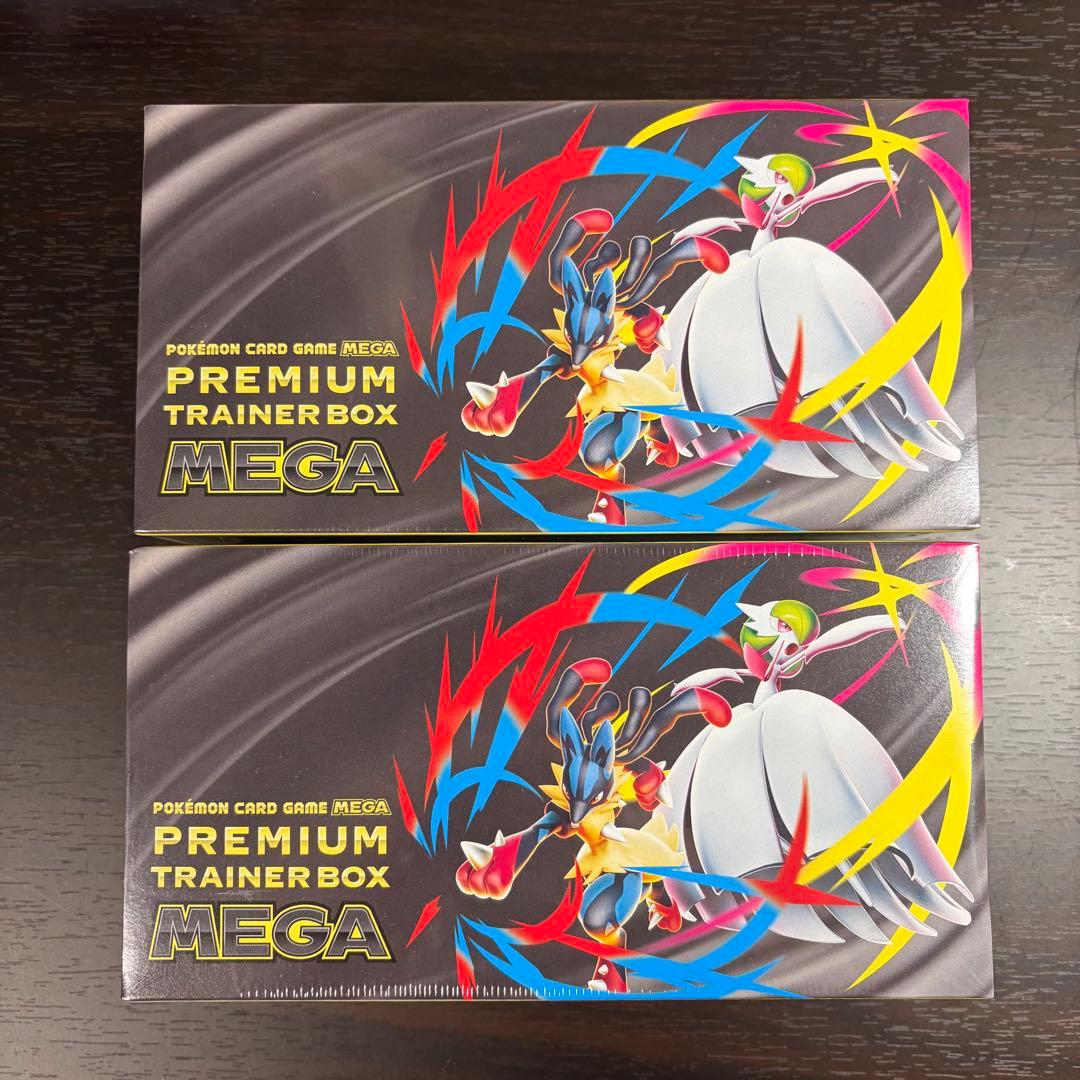 POKÉMON CARD GAME MEGA
PREMIUM
TRAINER BOX
MEGA
POKÉMON CARD GAME MEGA
PREMIUM
TRAINER BOX
MEGA